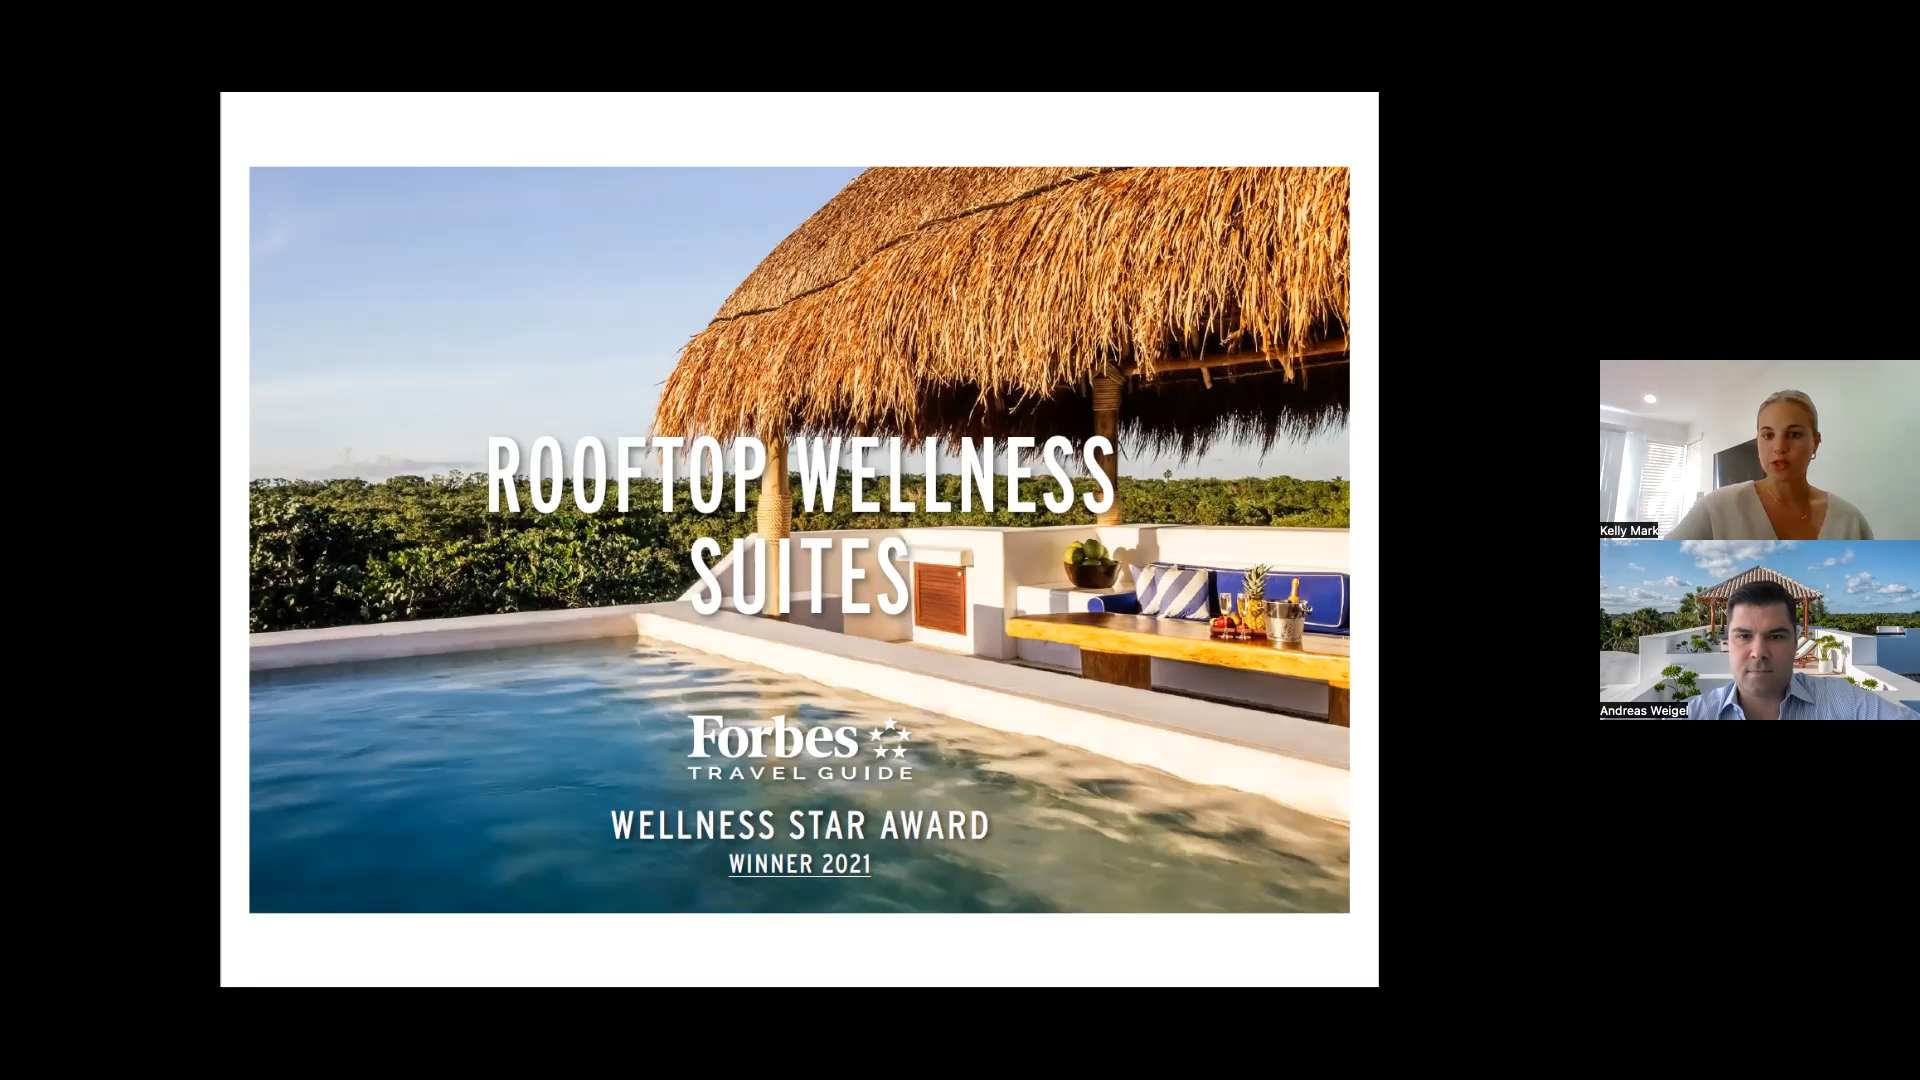 ROOFTOP WELLNESS
SUITES
Forbes
TRAVEL GUIDE
WELLNESS STAR AWARD
WINNER 2021
Kelly Mark
Andreas Weigel